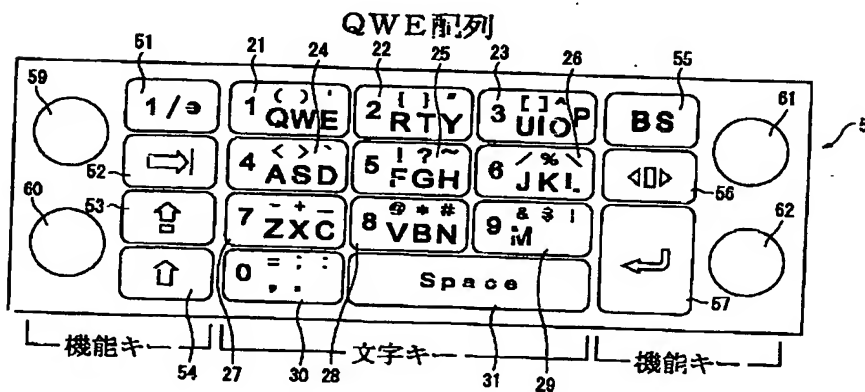 QWE配列
51 21 24 22 25 23 26 55
59 61
1/a 1 ( ) ' QWE 2 [ ] " RTY 3 [ ] ^ UIOP BS
5
52 4 < > ` ASD 5 ! ? ~ FGH 6 / % \ JKL 56
60 53 62
7 - + _ ZXC 8 @ * # VBN 9 & $ | M
0 = ; : , . Space
57
54 27 30 28 31 29
機能キー 文字キー 機能キー